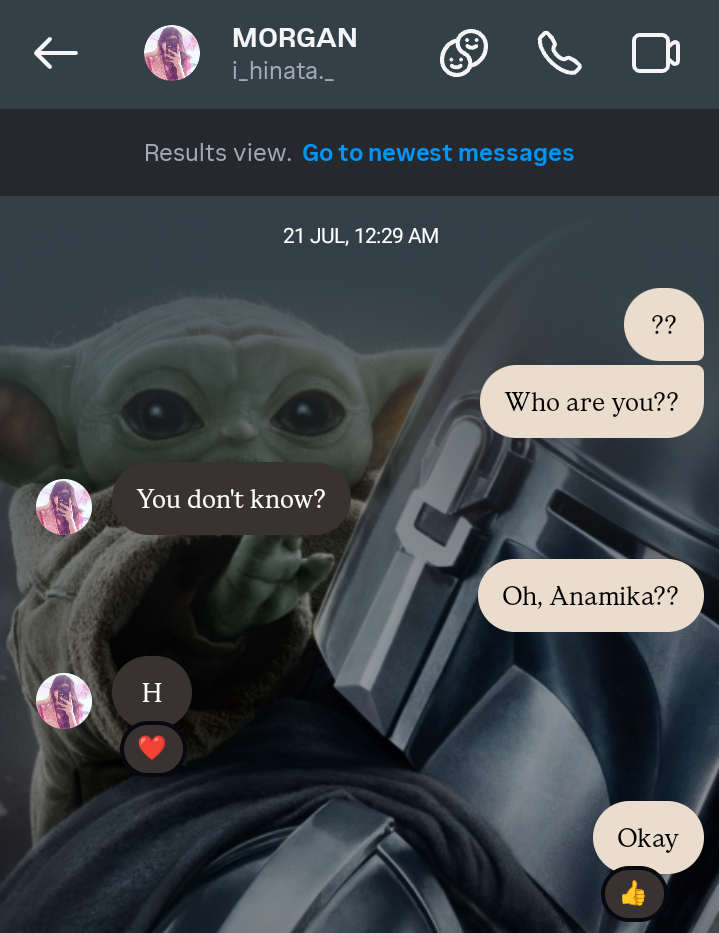 MORGAN
i_hinata._
Results view. Go to newest messages
21 JUL, 12:29 AM
??
Who are you??
You don't know?
Oh, Anamika??
H
❤️
Okay
👍